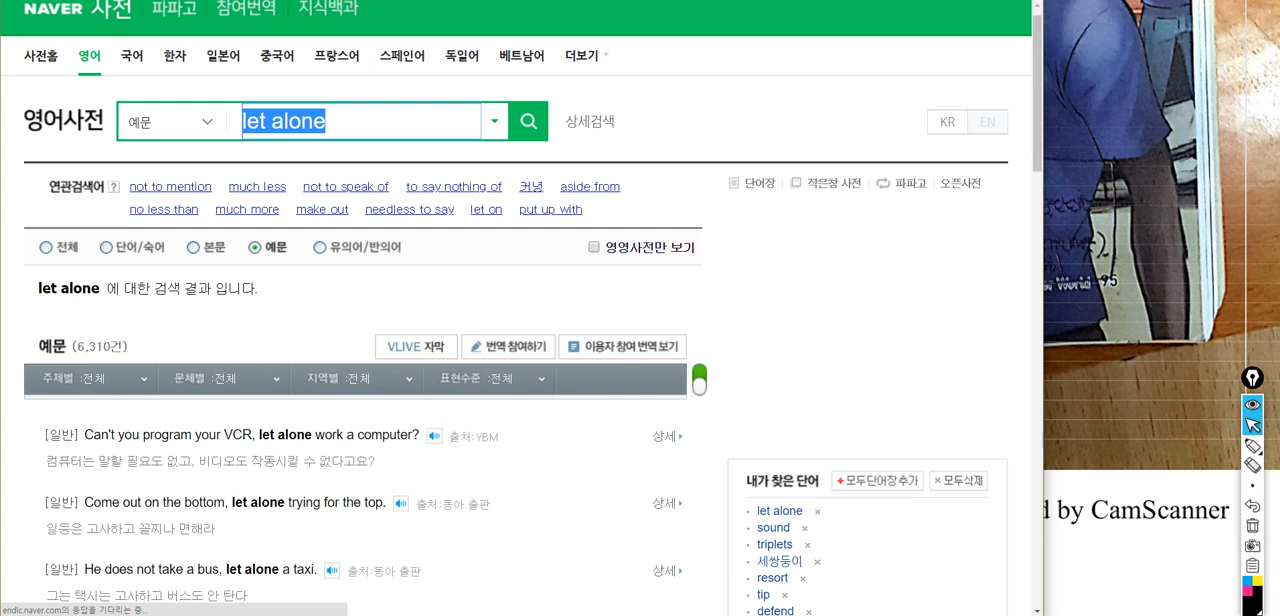 NAVER 사전 파파고 참여번역 지식백과
사전홈 영어 국어 한자 일본어 중국어 프랑스어 스페인어 독일어 베트남어 더보기
영어사전 예문 let alone 상세검색 KR EN
연관검색어 ? not to mention much less not to speak of to say nothing of 커녕 aside from
no less than much more make out needless to say let on put up with
단어장 작은창 사전 파파고 오픈사전
전체 단어/숙어 본문 예문 유의어/반의어 영영사전만 보기
let alone 에 대한 검색 결과 입니다.
예문 (6,310건) VLIVE 자막 번역 참여하기 이용자 참여 번역 보기
주제별 :전체 문체별 :전체 지역별 :전체 표현수준 :전체
[일반] Can't you program your VCR, let alone work a computer? 출처:YBM 상세
컴퓨터는 말할 필요도 없고, 비디오도 작동시킬 수 없다고요?
[일반] Come out on the bottom, let alone trying for the top. 출처:동아 출판 상세
일등은 고사하고 꼴찌나 면해라
[일반] He does not take a bus, let alone a taxi. 출처:동아 출판 상세
그는 택시는 고사하고 버스도 안 탄다
내가 찾은 단어 +모두단어장 추가 ×모두삭제
let alone ×
sound ×
triplets ×
세쌍둥이 ×
resort ×
tip ×
defend ×
endic.naver.com의 응답을 기다리는 중...
World 95
d by CamScanner